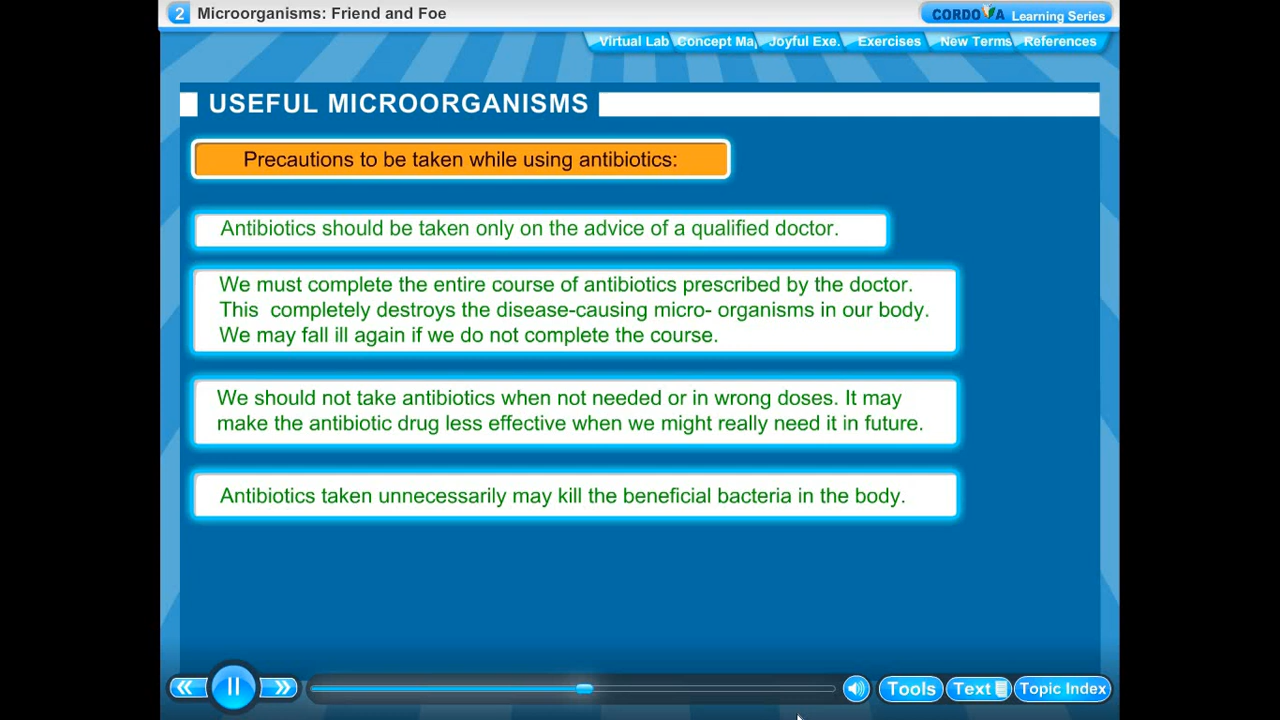 2 Microorganisms: Friend and Foe
CORDOVA Learning Series
Virtual Lab Concept Ma Joyful Exe. Exercises New Terms References
USEFUL MICROORGANISMS
Precautions to be taken while using antibiotics:
Antibiotics should be taken only on the advice of a qualified doctor.
We must complete the entire course of antibiotics prescribed by the doctor.
This completely destroys the disease-causing micro- organisms in our body.
We may fall ill again if we do not complete the course.
We should not take antibiotics when not needed or in wrong doses. It may
make the antibiotic drug less effective when we might really need it in future.
Antibiotics taken unnecessarily may kill the beneficial bacteria in the body.
Tools Text Topic Index